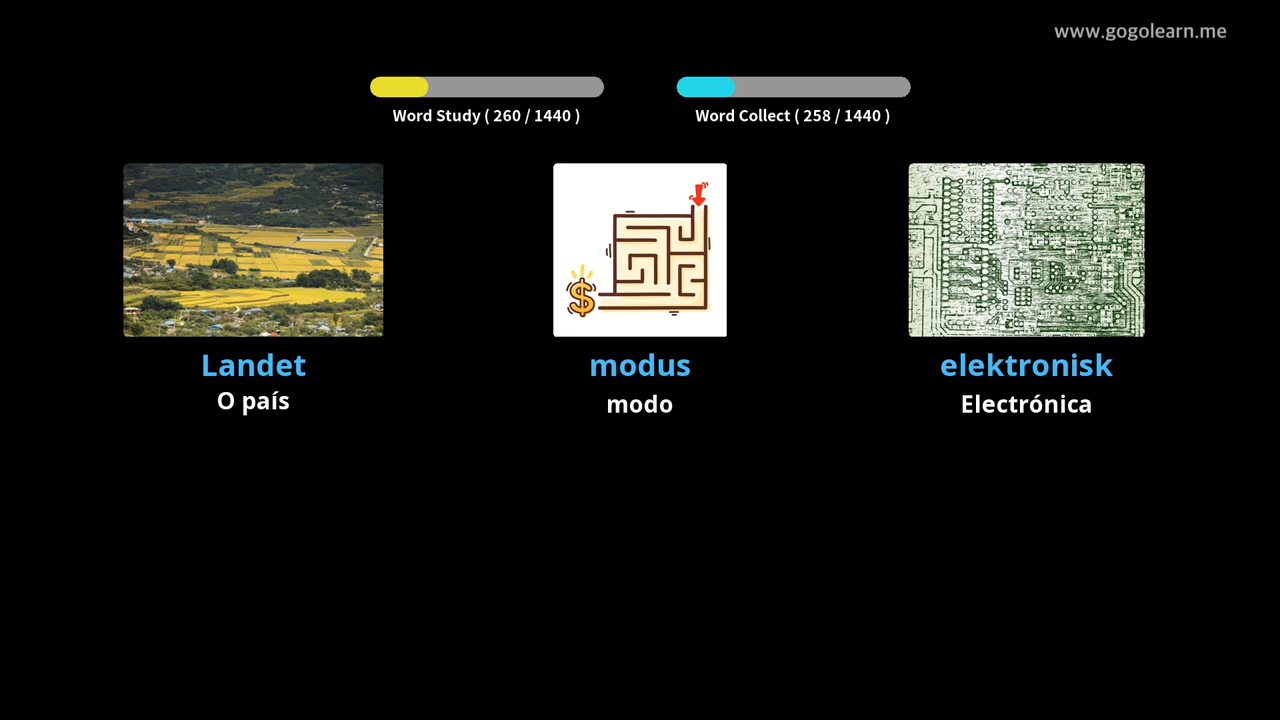 www.gogolearn.me
Word Study ( 260 / 1440 )
Word Collect ( 258 / 1440 )
Landet
O país
modus
modo
elektronisk
Electrónica